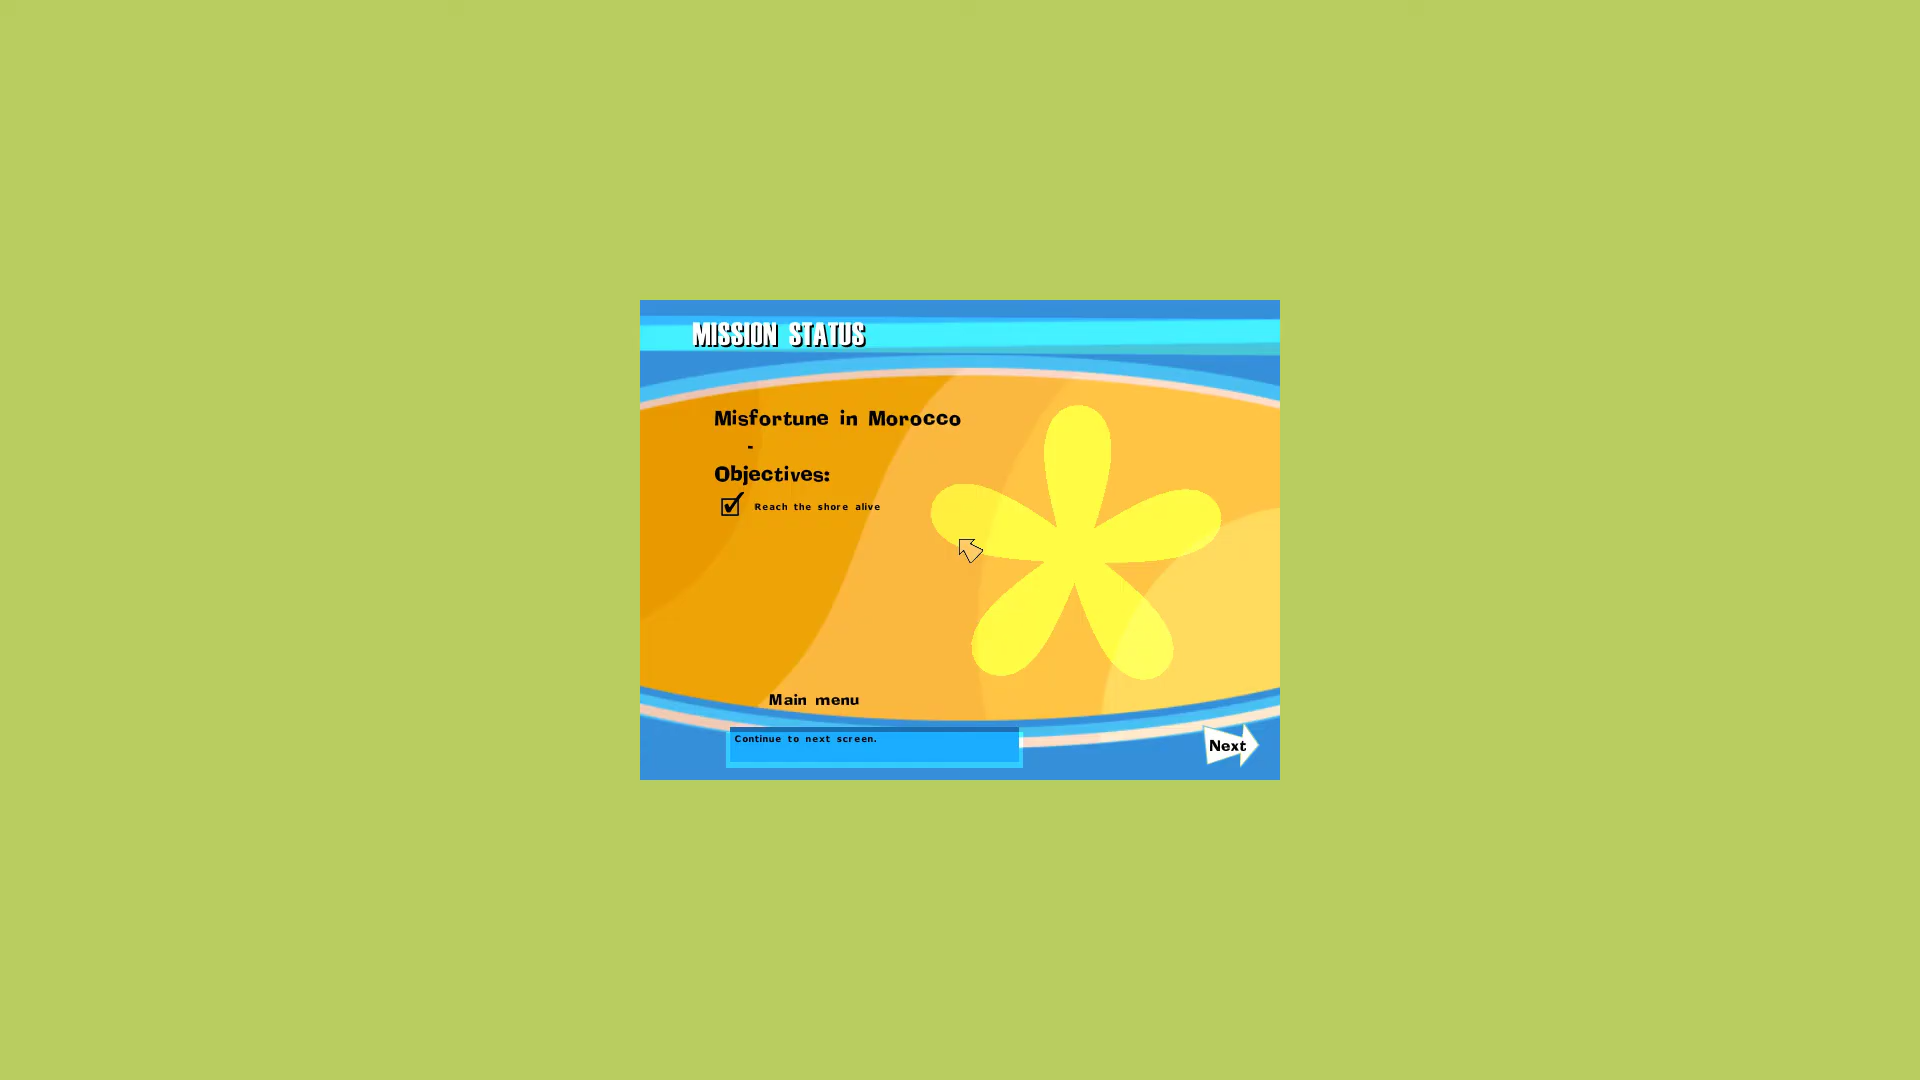 MISSION STATUS
Misfortune in Morocco
-
Objectives:
Reach the shore alive
Main menu
Continue to next screen.
Next